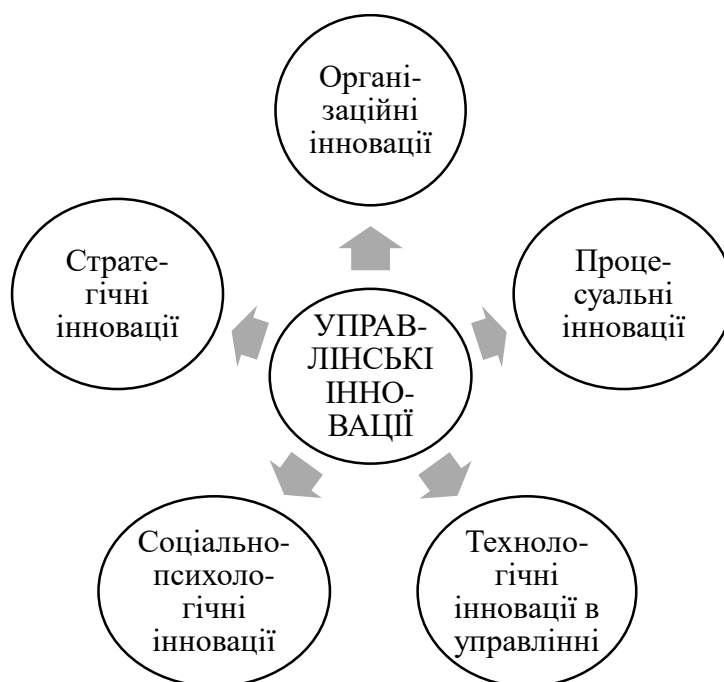 Органі-
заційні
інновації
Страте-
гічні
інновації
Проце-
суальні
інновації
УПРАВ-
ЛІНСЬКІ
ІННО-
ВАЦІЇ
Соціально-
психоло-
гічні
інновації
Техноло-
гічні
інновації в
управлінні